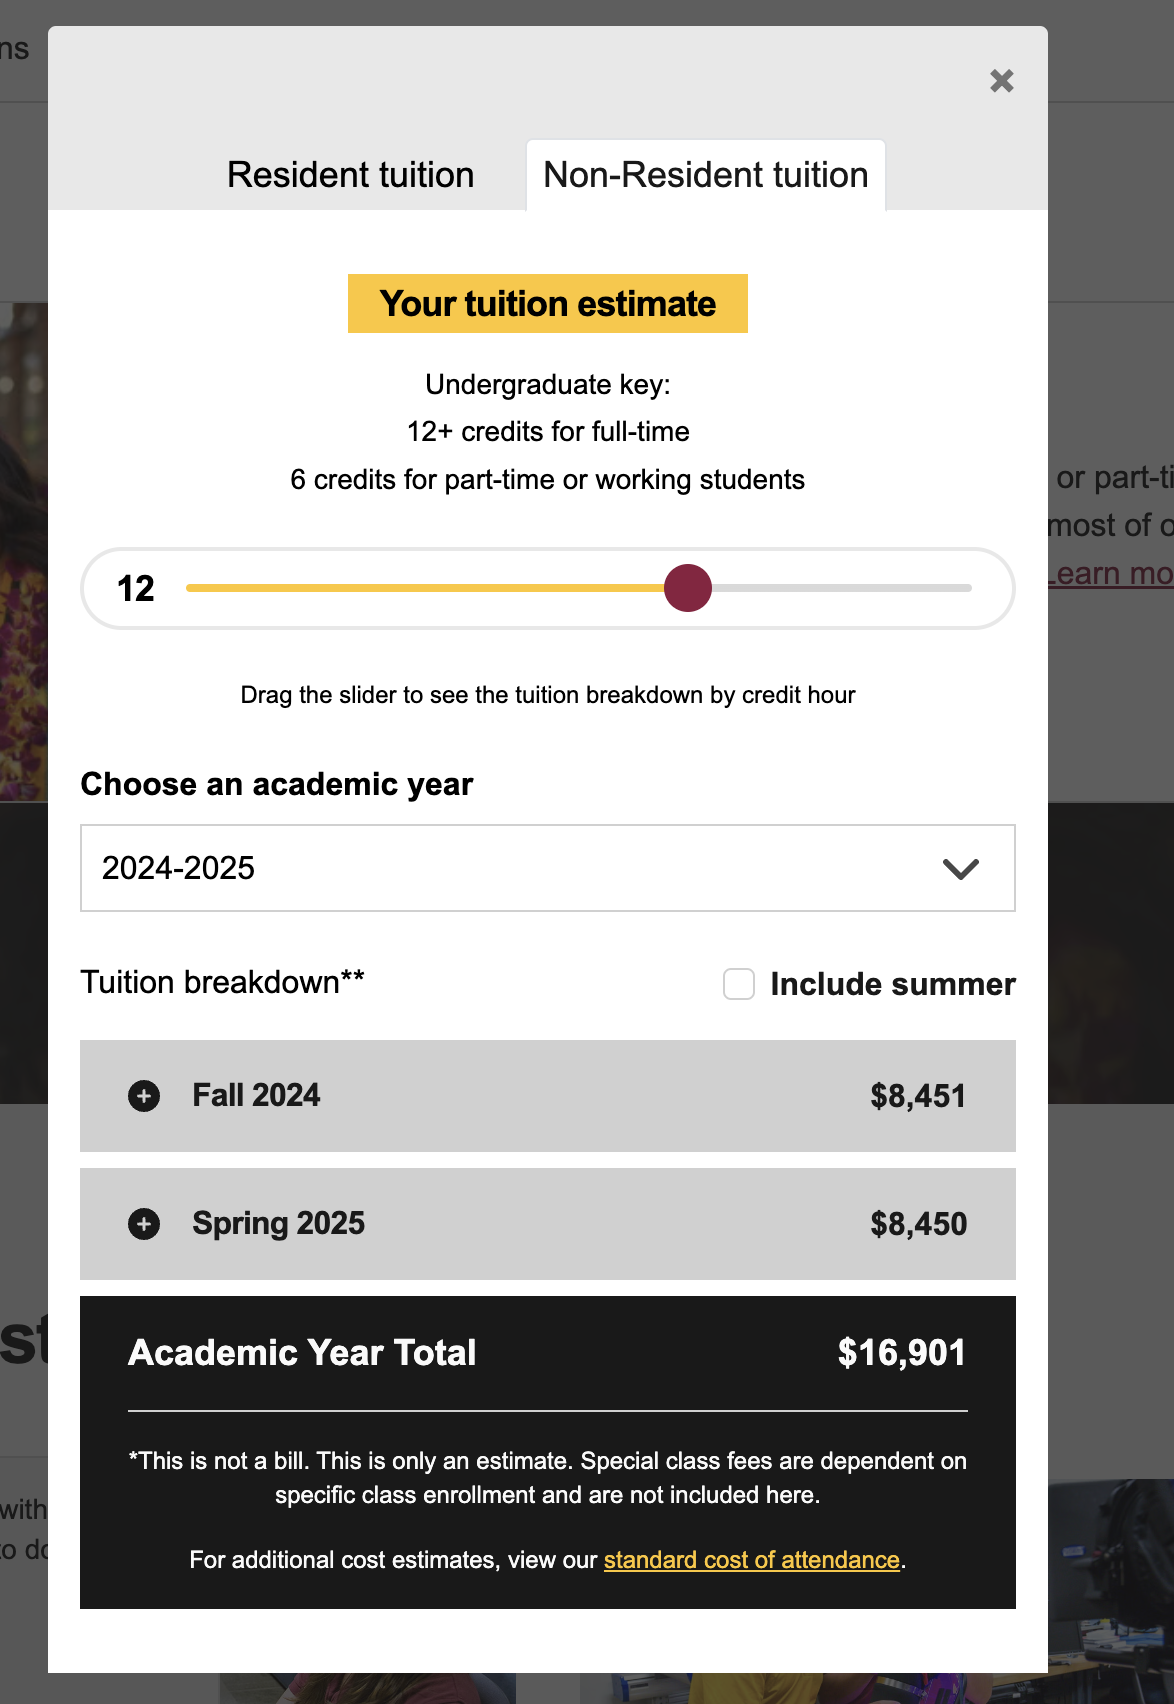 ns
Resident tuition
Non-Resident tuition
Your tuition estimate
Undergraduate key:
12+ credits for full-time
6 credits for part-time or working students
or part-ti
most of o
Learn mo
12
Drag the slider to see the tuition breakdown by credit hour
Choose an academic year
2024-2025
Tuition breakdown**
Include summer
Fall 2024
$8,451
Spring 2025
$8,450
st
Academic Year Total
$16,901
*This is not a bill. This is only an estimate. Special class fees are dependent on
specific class enrollment and are not included here.
with
to do
For additional cost estimates, view our standard cost of attendance.